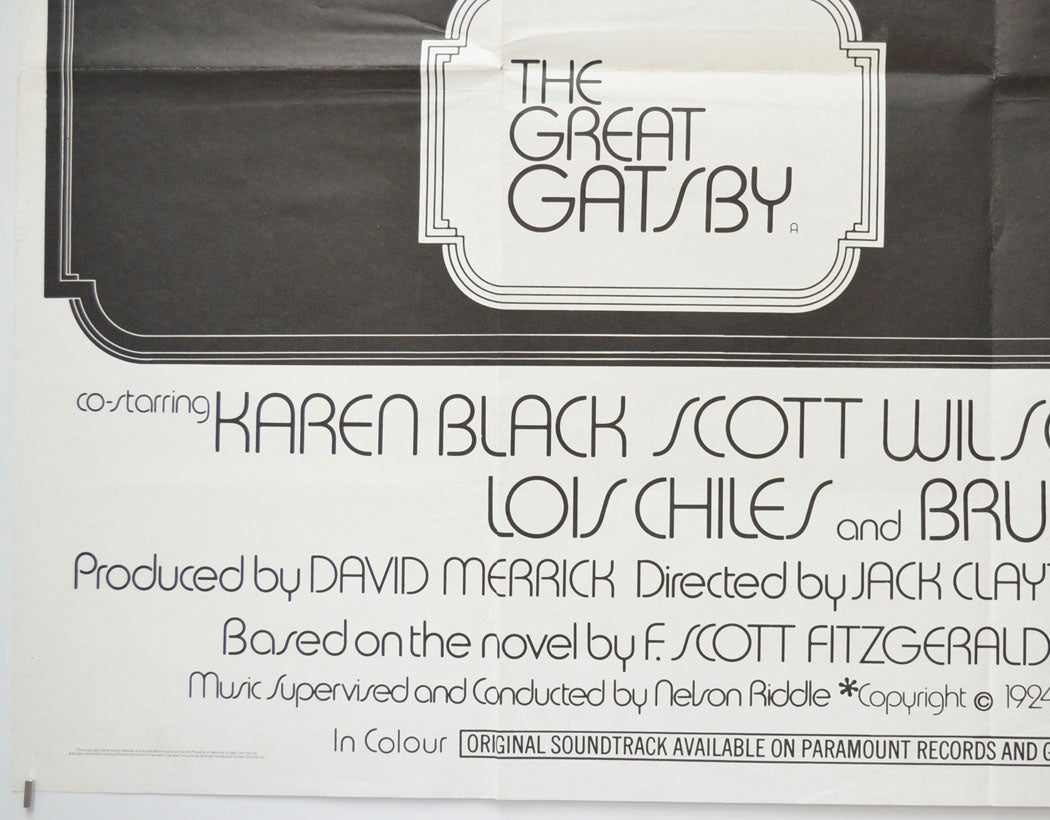 THE
GREAT
GATSBY.
A
co-starring KAREN BLACK SCOTT WILSO
LOIS CHILES and BRU
Produced by DAVID MERRICK Directed by JACK CLAYT
Based on the novel by F. SCOTT FITZGERALD
Music Supervised and Conducted by Nelson Riddle *Copyright © 1924
In Colour ORIGINAL SOUNDTRACK AVAILABLE ON PARAMOUNT RECORDS AND G